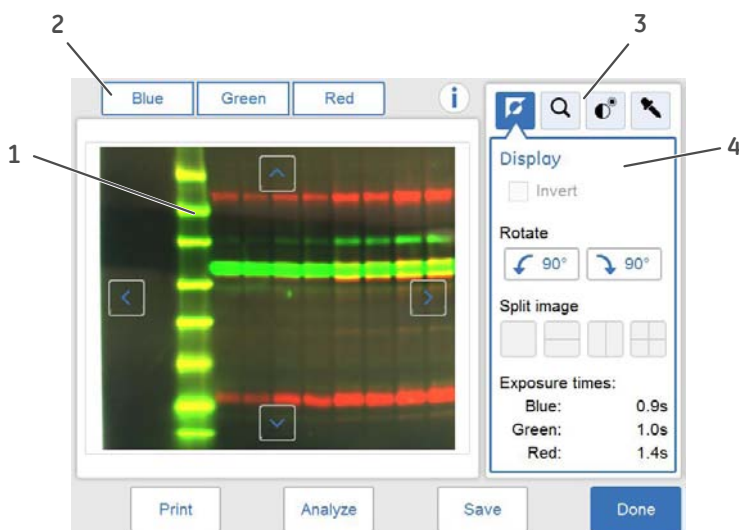 2
3
Blue Green Red i
1
4
Display
Invert
Rotate
90° 90°
Split image
Exposure times:
Blue: 0.9s
Green: 1.0s
Red: 1.4s
Print Analyze Save Done